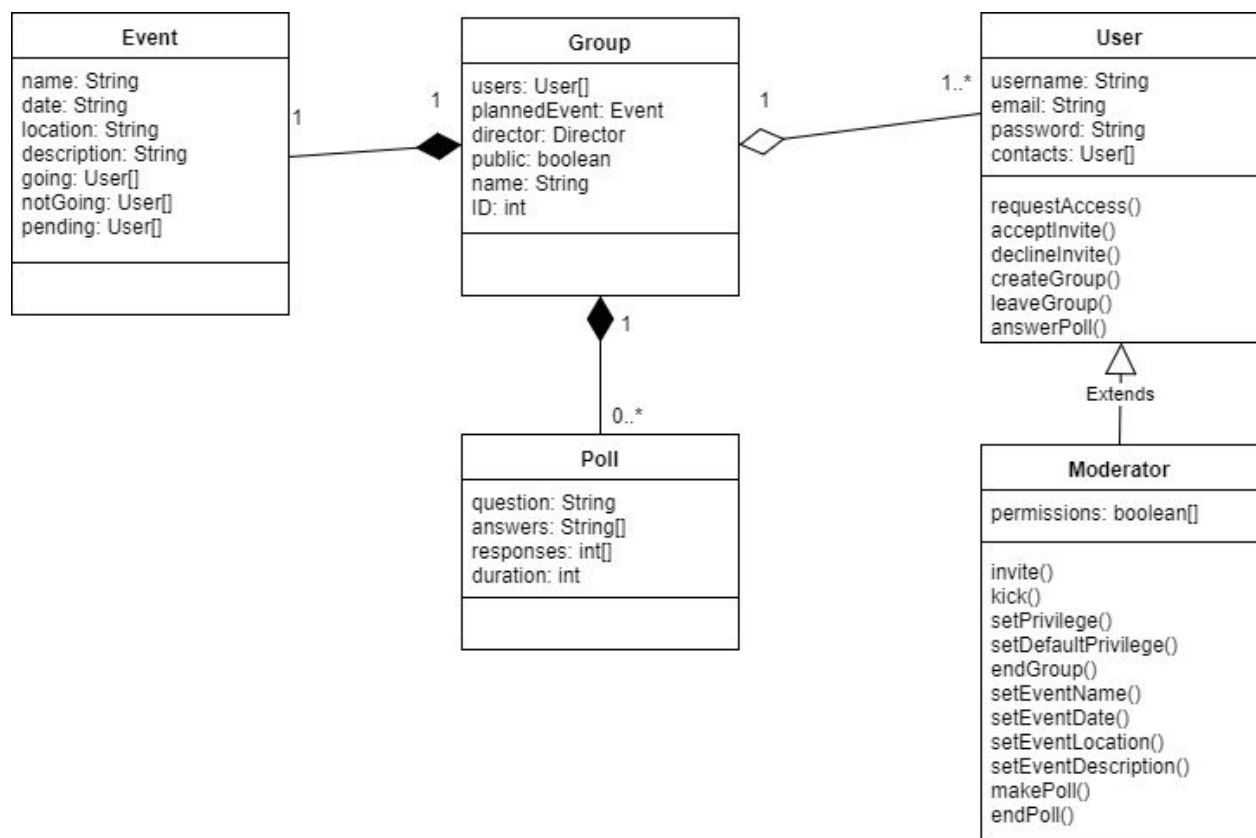 Event
name: String
date: String
location: String
description: String
going: User[]
notGoing: User[]
pending: User[]
1
1
Group
users: User[]
plannedEvent: Event
director: Director
public: boolean
name: String
ID: int
1
1..*
User
username: String
email: String
password: String
contacts: User[]
requestAccess()
acceptInvite()
declineInvite()
createGroup()
leaveGroup()
answerPoll()
1
0..*
Poll
question: String
answers: String[]
responses: int[]
duration: int
Extends
Moderator
permissions: boolean[]
invite()
kick()
setPrivilege()
setDefaultPrivilege()
endGroup()
setEventName()
setEventDate()
setEventLocation()
setEventDescription()
makePoll()
endPoll()